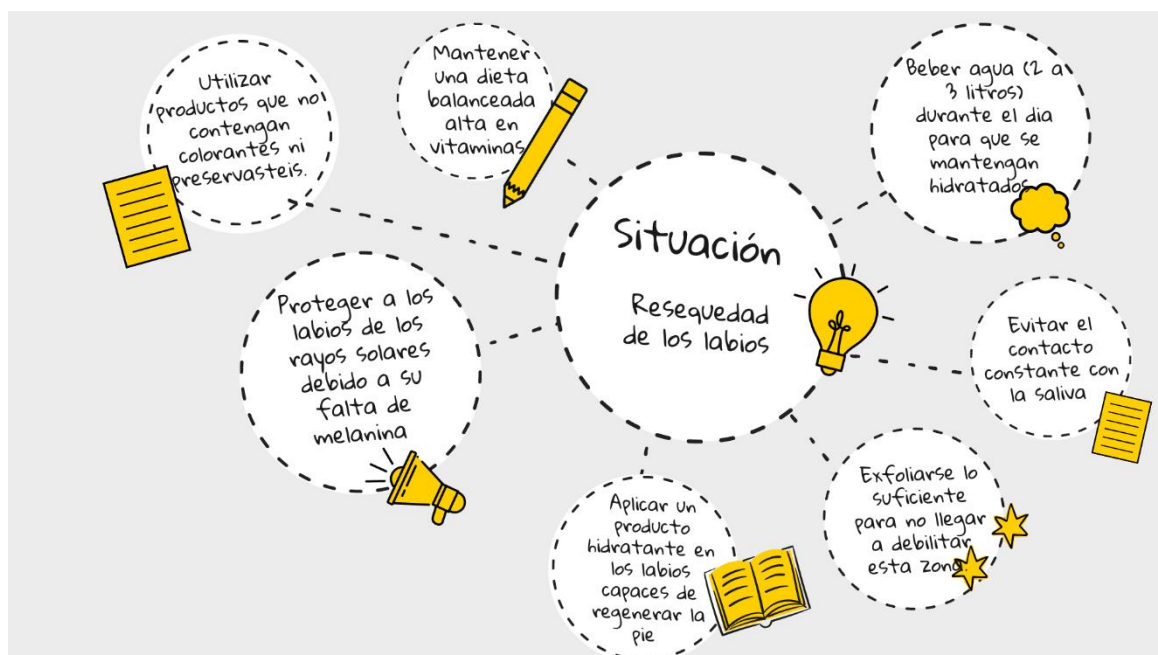 Utilizar
productos que no
contengan
colorantes ni
preservasteis.
Mantener
una dieta
balanceada
alta en
vitaminas
Beber agua (2 a
3 litros)
durante el dia
para que se
mantengan
hidratados
Situación
Resequedad
de los labios
Proteger a los
labios de los
rayos solares
debido a su
falta de
melanina
Evitar el
contacto
constante con
la saliva
Exfoliarse lo
suficiente
para no llegar
a debilitar
esta zona
Aplicar un
producto
hidratante en
los labios
capaces de
regenerar la
pie